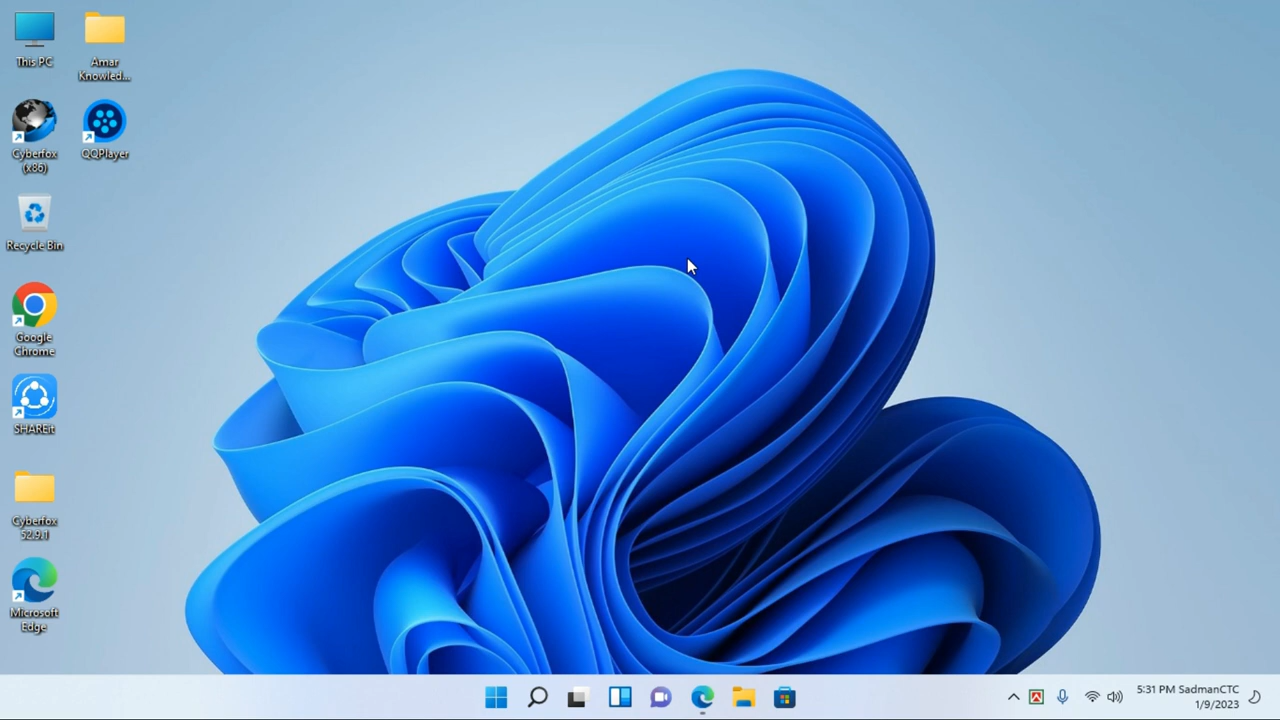 This PC
Amar
Knowled...
Cyberfox
(x86)
QQPlayer
Recycle Bin
Google
Chrome
SHAREit
Cyberfox
52.9.1
Microsoft
Edge
5:31 PM SadmanCTC
1/9/2023